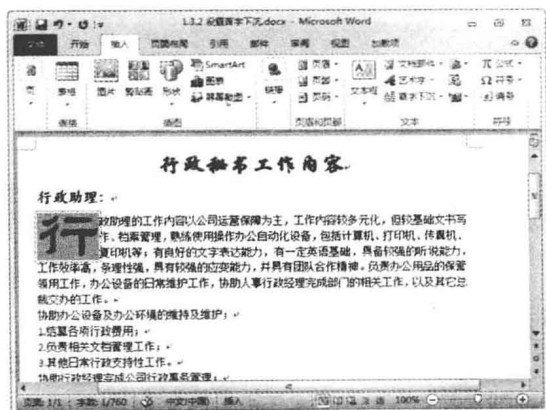 1.3.2 设置首字下沉.docx - Microsoft Word
文件 开始 插入 页面布局 引用 邮件 审阅 视图 加载项
页 表格 图片 剪贴画 形状 SmartArt 图表 屏幕截图 链接 页眉 页脚 页码 文本框 文档部件 艺术字 首字下沉 公式 符号 编号
表格 插图 页眉和页脚 文本 符号
行政秘书工作内容
行政助理：
行政助理的工作内容以公司运营保障为主，工作内容较多元化，但较基础文书写
作、档案管理，熟练使用操作办公自动化设备，包括计算机、打印机、传真机、
复印机等；有良好的文字表达能力，有一定英语基础，具备较强的听说能力，
工作效率高，条理性强，具有较强的应变能力，并具有团队合作精神。负责办公用品的保管
领用工作，办公设备的日常维护工作，协助人事行政经理完成部门的相关工作，以及其它总
裁交办的工作。
协助办公设备及办公环境的维持及维护；
1.结算各项行政费用；
2.负责相关文档管理工作；
3.其他日常行政支持性工作。
协助行政经理完成公司行政事务管理；
页面: 1/1 字数: 1/760 中文(中国) 插入 100%